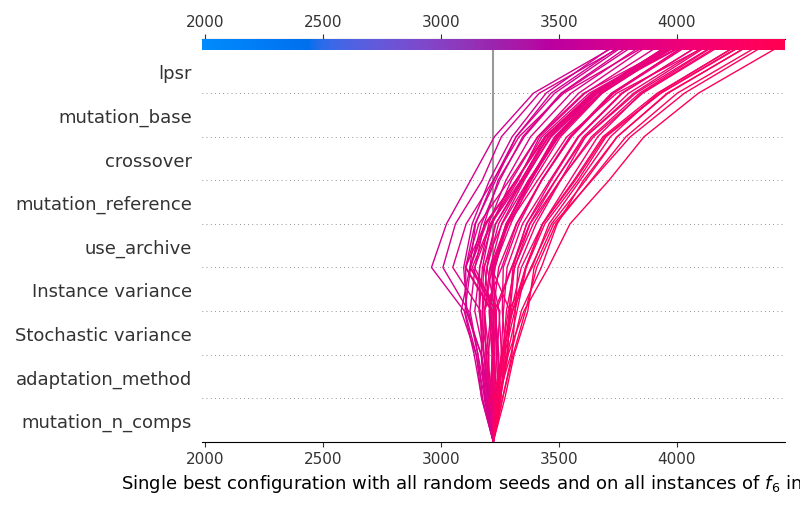 2000 2500 3000 3500 4000
lpsr
mutation_base
crossover
mutation_reference
use_archive
Instance variance
Stochastic variance
adaptation_method
mutation_n_comps
2000 2500 3000 3500 4000
Single best configuration with all random seeds and on all instances of f₆ in